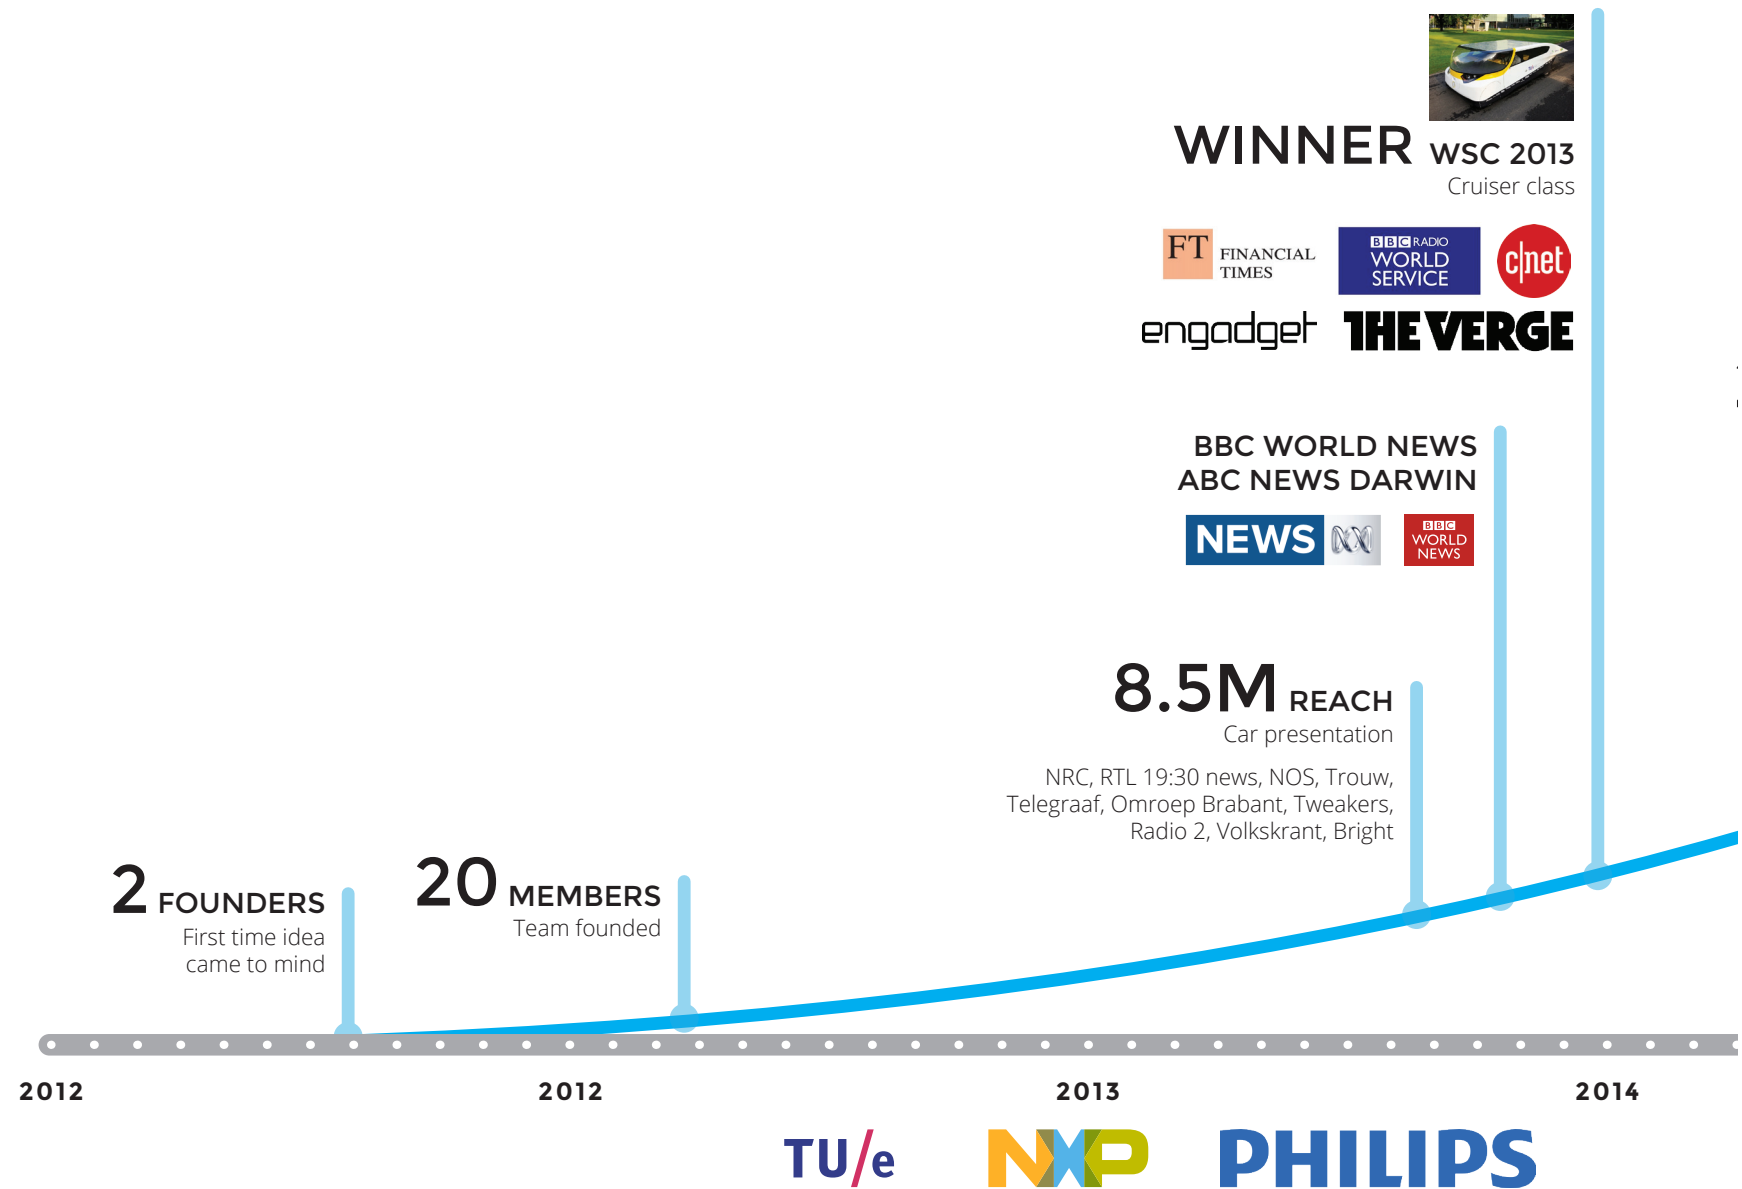 WINNER WSC 2013
Cruiser class
FT FINANCIAL
TIMES
BBC RADIO
WORLD
SERVICE
c|net
engadget
THE VERGE
BBC WORLD NEWS
ABC NEWS DARWIN
NEWS
BBC
WORLD
NEWS
8.5M REACH
Car presentation
NRC, RTL 19:30 news, NOS, Trouw,
Telegraaf, Omroep Brabant, Tweakers,
Radio 2, Volkskrant, Bright
2 FOUNDERS
First time idea
came to mind
20 MEMBERS
Team founded
2012
2012
2013
2014
TU/e
NXP
PHILIPS